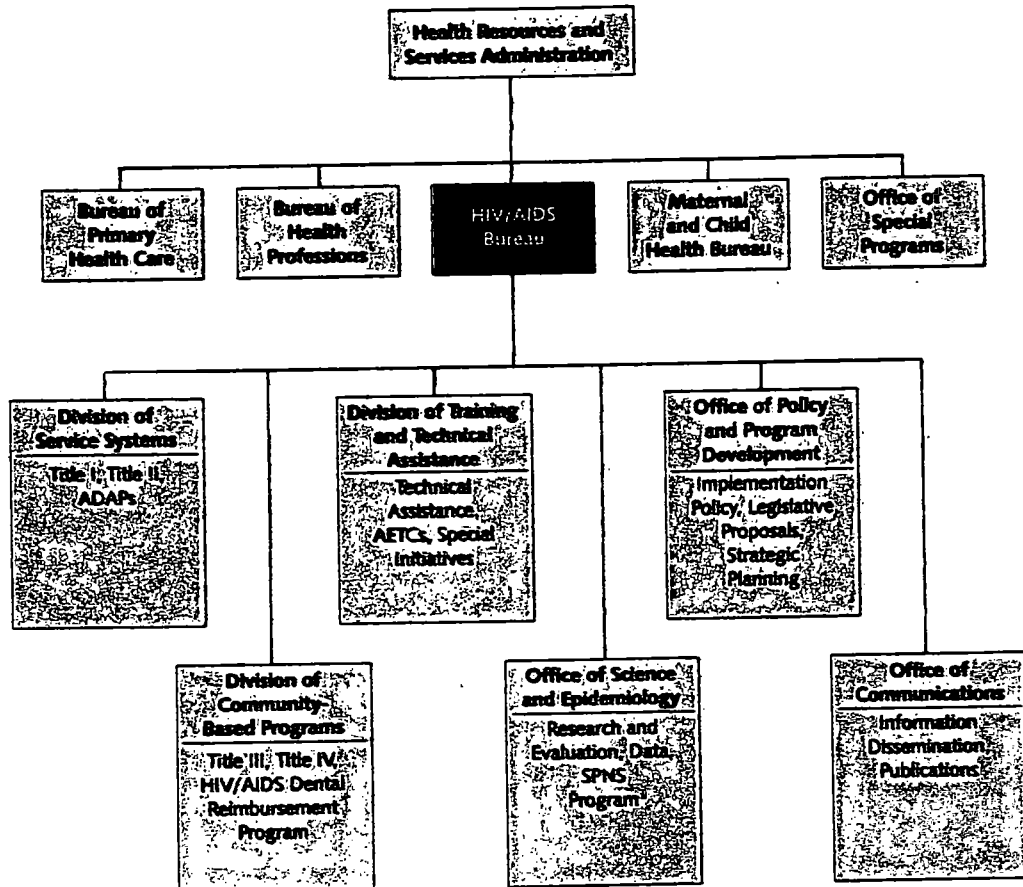 Health Resources and
Services Administration
Bureau of
Primary
Health Care
Bureau of
Health
Professions
HIV/AIDS
Bureau
Maternal
and Child
Health Bureau
Office of
Special
Programs
Division of
Service Systems
Title I, Title II,
ADAPs
Division of Training
and Technical
Assistance
Technical
Assistance,
AETCs, Special
Initiatives
Office of Policy
and Program
Development
Implementation
Policy, Legislative
Proposals,
Strategic
Planning
Division of
Community-
Based Programs
Title III, Title IV,
HIV/AIDS Dental
Reimbursement
Program
Office of Science
and Epidemiology
Research and
Evaluation, Data,
SPNS
Program
Office of
Communications
Information
Dissemination,
Publications